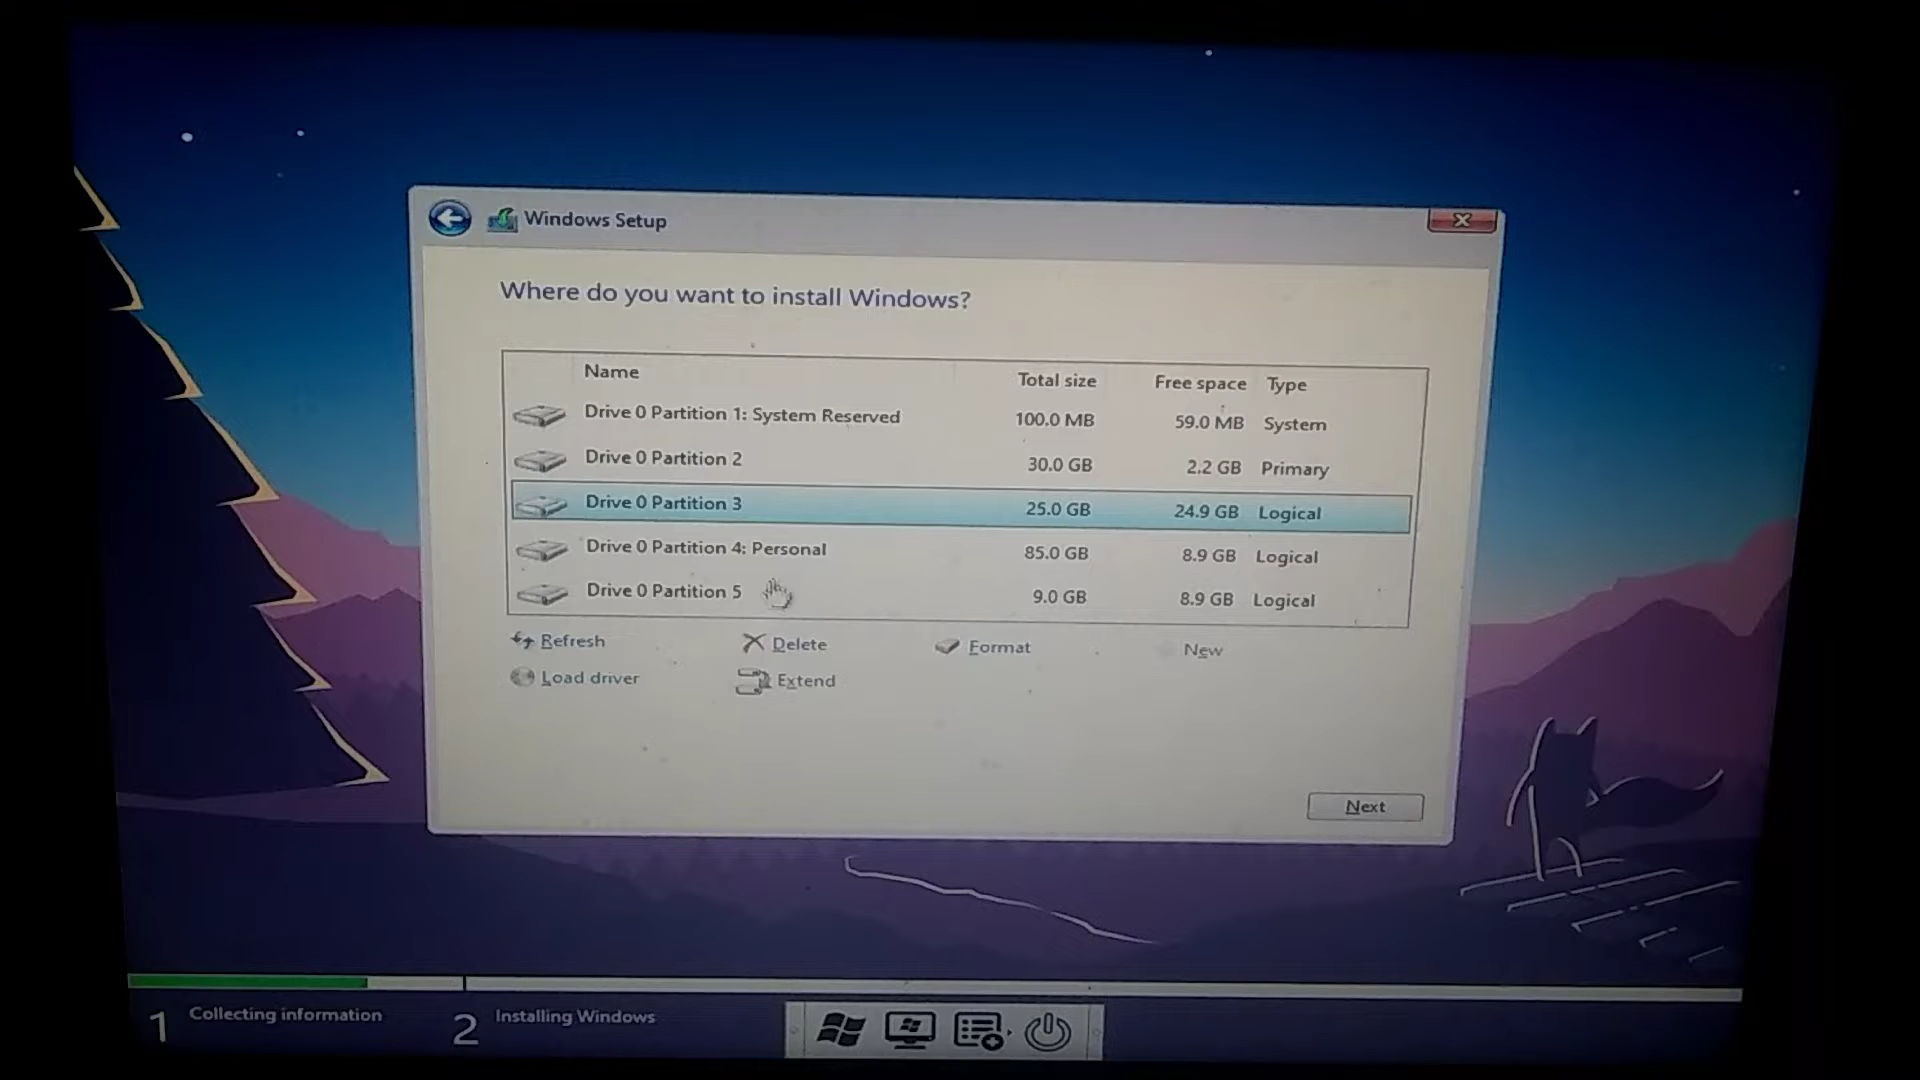 Windows Setup
Where do you want to install Windows?
Name Total size Free space Type
Drive 0 Partition 1: System Reserved 100.0 MB 59.0 MB System
Drive 0 Partition 2 30.0 GB 2.2 GB Primary
Drive 0 Partition 3 25.0 GB 24.9 GB Logical
Drive 0 Partition 4: Personal 85.0 GB 8.9 GB Logical
Drive 0 Partition 5 9.0 GB 8.9 GB Logical
Refresh Delete Format New
Load driver Extend
Next
1 Collecting information 2 Installing Windows